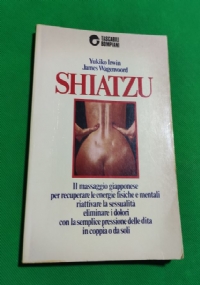 TASCABILI
BOMPIANI
Yukiko Irwin
James Wagenvoord
SHIATZU
Il massaggio giapponese
per recuperare le energie fisiche e mentali
riattivare la sessualità
eliminare i dolori
con la semplice pressione delle dita
in coppia o da soli